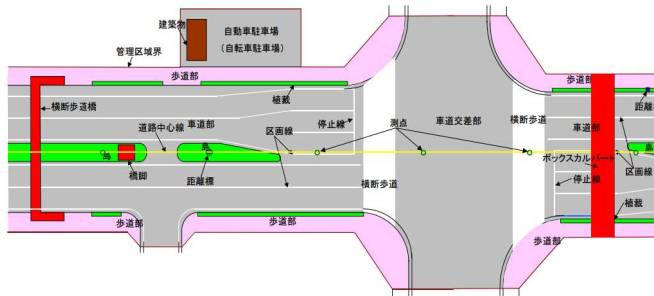 建築物
自動車駐車場
（自転車駐車場）
管理区域界
歩道部
歩道部
距離標
植裁
横断歩道橋
道路中心線
車道部
停止線
区画線
測点
車道交差部
横断歩道
車道部
島
島
島
橋脚
距離標
ボックスカルバート
区画線
横断歩道
停止線
植裁
歩道部
歩道部
歩道部